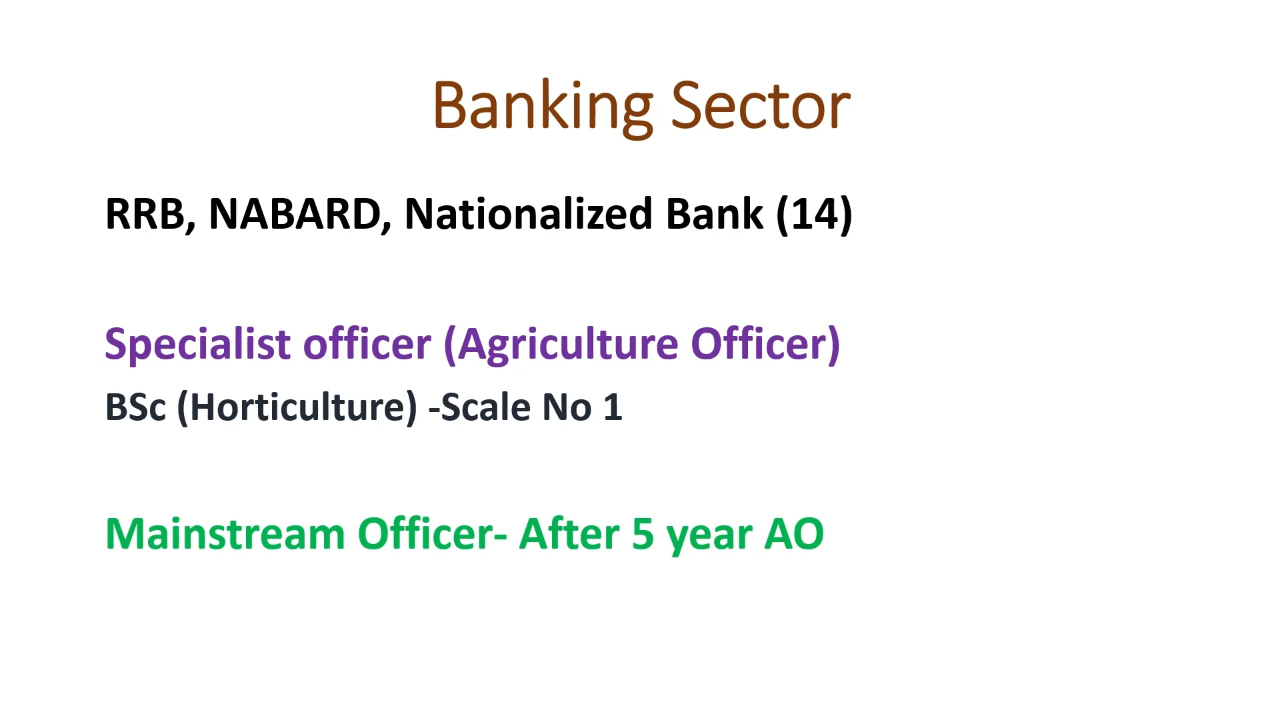 Banking Sector
RRB, NABARD, Nationalized Bank (14)
Specialist officer (Agriculture Officer)
BSc (Horticulture) -Scale No 1
Mainstream Officer- After 5 year AO